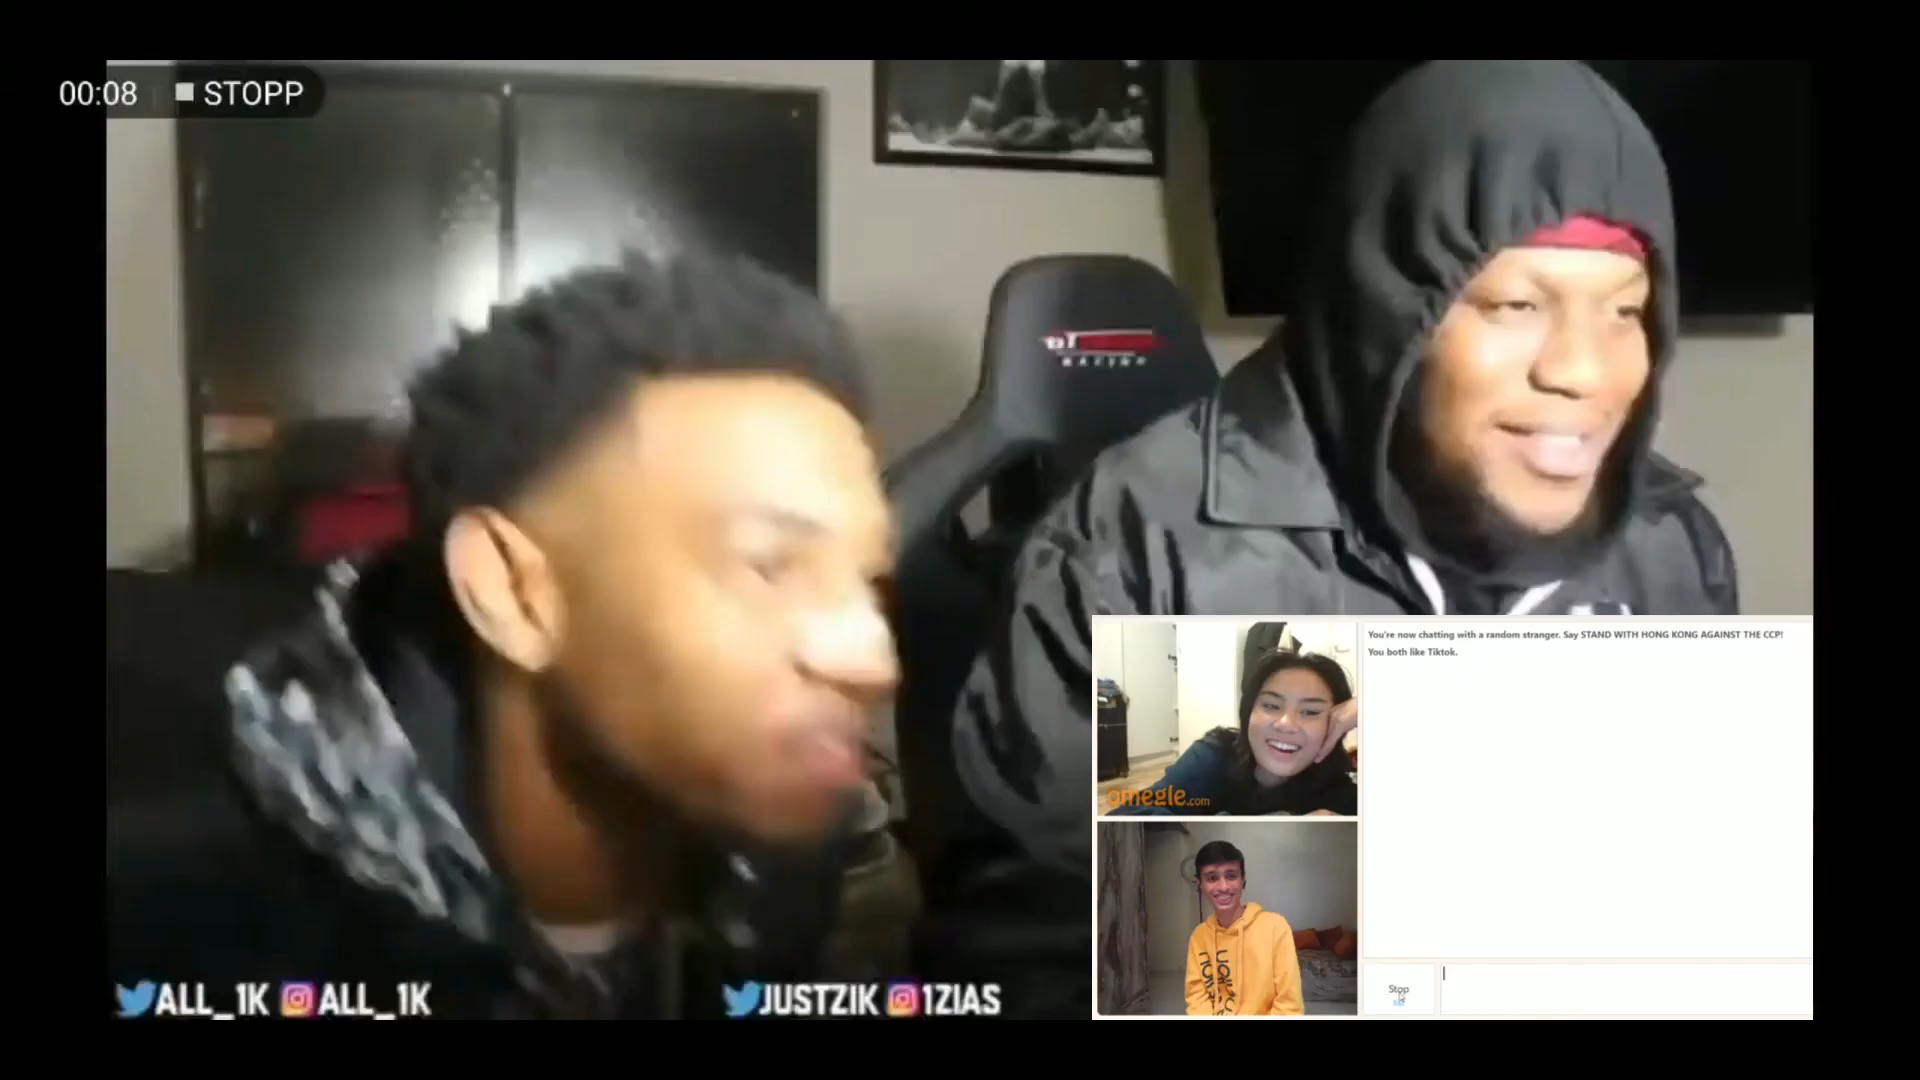 00:08 STOPP
RACING
You're now chatting with a random stranger. Say STAND WITH HONG KONG AGAINST THE CCP!
You both like Tiktok.
omegle.com
Stop
ALL_1K ALL_1K
JUSTZIK 1ZIAS